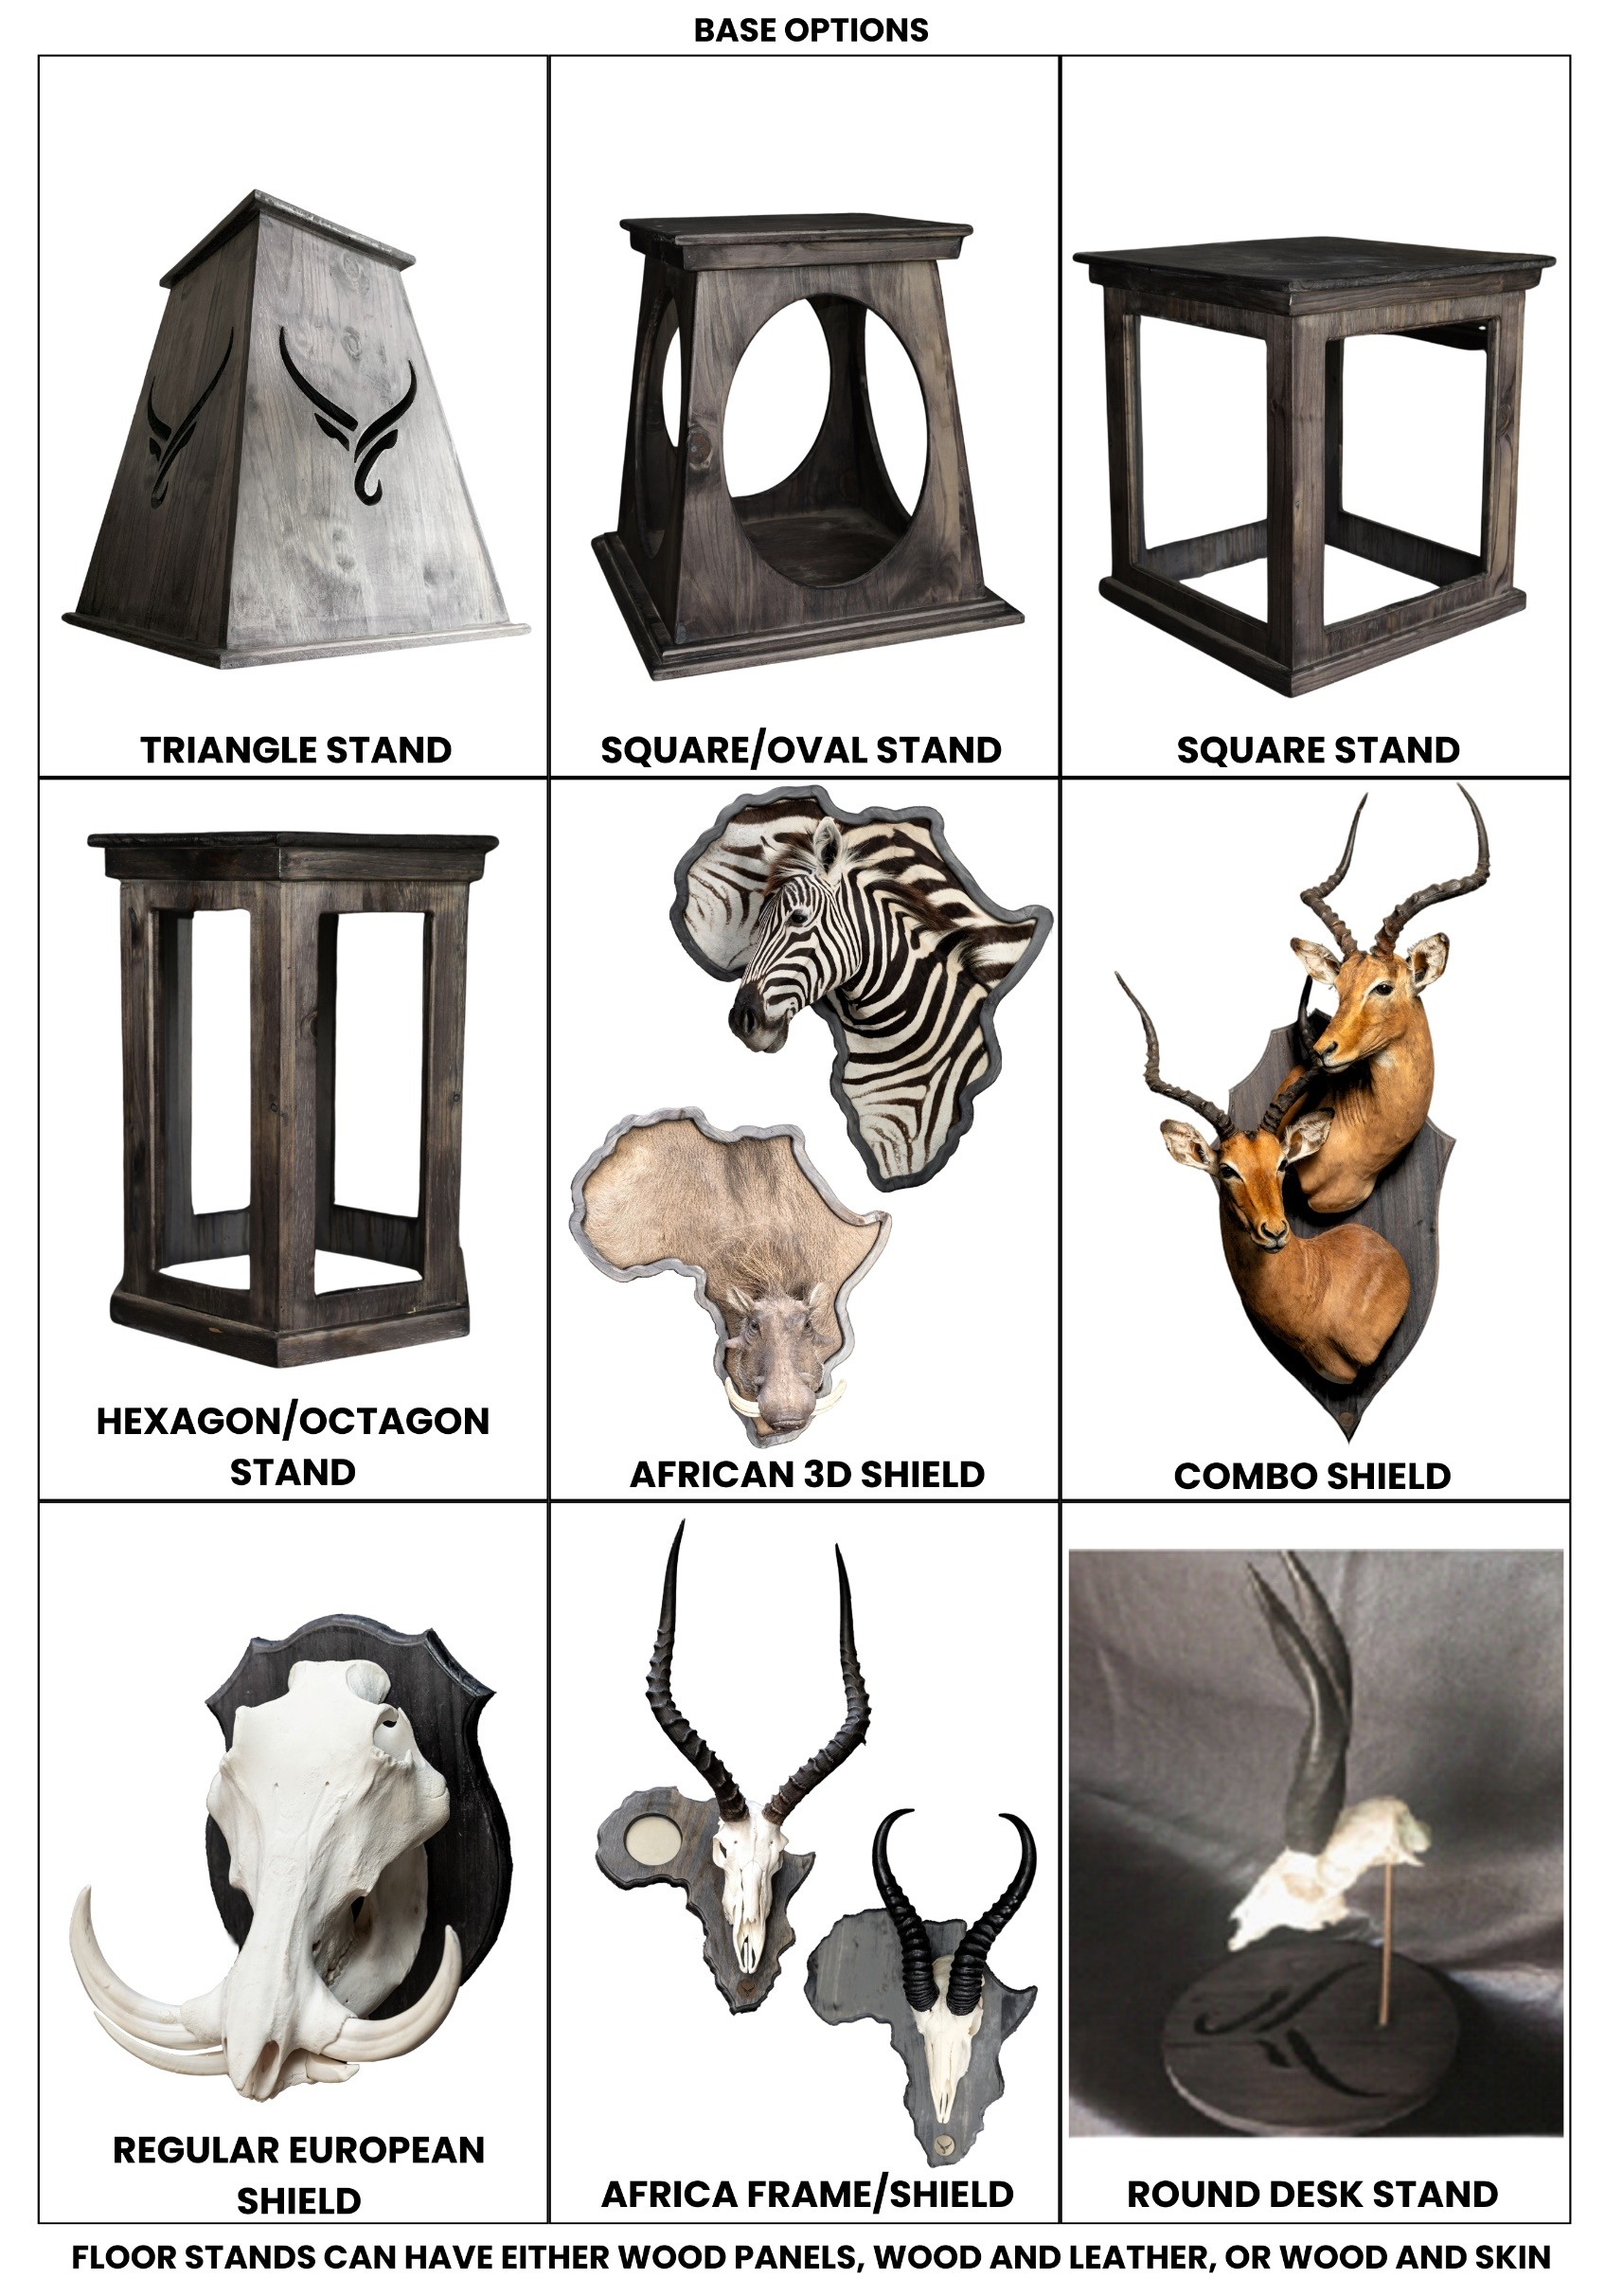 BASE OPTIONS
TRIANGLE STAND
SQUARE/OVAL STAND
SQUARE STAND
HEXAGON/OCTAGON
STAND
AFRICAN 3D SHIELD
COMBO SHIELD
REGULAR EUROPEAN
SHIELD
AFRICA FRAME/SHIELD
ROUND DESK STAND
FLOOR STANDS CAN HAVE EITHER WOOD PANELS, WOOD AND LEATHER, OR WOOD AND SKIN